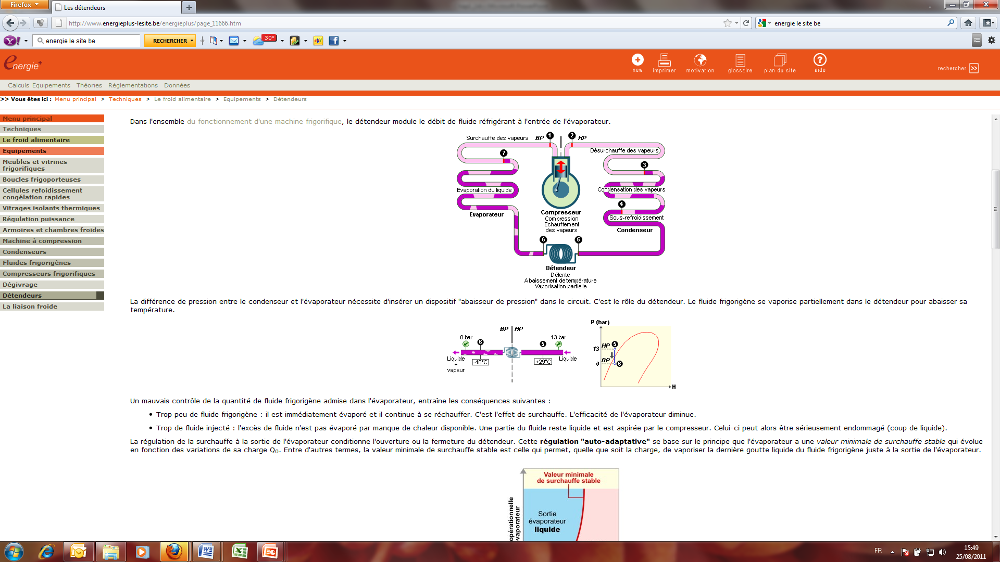 Firefox
Les détendeurs
http://www.energieplus-lesite.be/energieplus/page_11666.htm
energie le site be
Y!
energie le site be
RECHERCHER
30°
energie+
new
imprimer
motivation
glossaire
plan du site
aide
rechercher >>
Calculs Equipements Théories Réglementations Données
>> Vous êtes ici : Menu principal > Techniques > Le froid alimentaire > Equipements > Détendeurs
Menu principal
Techniques
Le froid alimentaire
Equipements
Meubles et vitrines
frigorifiques
Boucles frigoporteuses
Cellules refoidissement
congélation rapides
Vitrages isolants thermiques
Régulation puissance
Armoires et chambres froides
Machine à compression
Condenseurs
Fluides frigorigènes
Compresseurs frigorifiques
Dégivrage
Détendeurs
La liaison froide
Dans l'ensemble du fonctionnement d'une machine frigorifique, le détendeur module le débit de fluide réfrigérant à l'entrée de l'évaporateur.
Surchauffe des vapeurs BP 1 2 HP
Désurchauffe des vapeurs
7
3
Evaporation du liquide
Condensation des vapeurs
4
Evaporateur
Compresseur
Compression
Echauffement
des vapeurs
Sous-refroidissement
Condenseur
6 5
Détendeur
Détente
Abaissement de température
Vaporisation partielle
La différence de pression entre le condenseur et l'évaporateur nécessite d'insérer un dispositif "abaisseur de pression" dans le circuit. C'est le rôle du détendeur. Le fluide frigorigène se vaporise partiellement dans le détendeur pour abaisser sa
température.
BP HP
0 bar
6
5
13 bar
Liquide
+
vapeur
-40°C
+29°C
Liquide
P (bar)
13 HP 5
BP
0 6
H
Un mauvais contrôle de la quantité de fluide frigorigène admise dans l'évaporateur, entraîne les conséquences suivantes :
• Trop peu de fluide frigorigène : il est immédiatement évaporé et il continue à se réchauffer. C'est l'effet de surchauffe. L'efficacité de l'évaporateur diminue.
• Trop de fluide injecté : l'excès de fluide n'est pas évaporé par manque de chaleur disponible. Une partie du fluide reste liquide et est aspirée par le compresseur. Celui-ci peut alors être sérieusement endommagé (coup de liquide).
La régulation de la surchauffe à la sortie de l'évaporateur conditionne l'ouverture ou la fermeture du détendeur. Cette régulation "auto-adaptative" se base sur le principe que l'évaporateur a une valeur minimale de surchauffe stable qui évolue
en fonction des variations de sa charge Q0. Entre d'autres termes, la valeur minimale de surchauffe stable est celle qui permet, quelle que soit la charge, de vaporiser la dernière goutte liquide du fluide frigorigène juste à la sortie de l'évaporateur.
Valeur minimale
de surchauffe stable
Sortie
évaporateur
liquide
opérationnelle
évaporateur
FR
15:49
25/08/2011